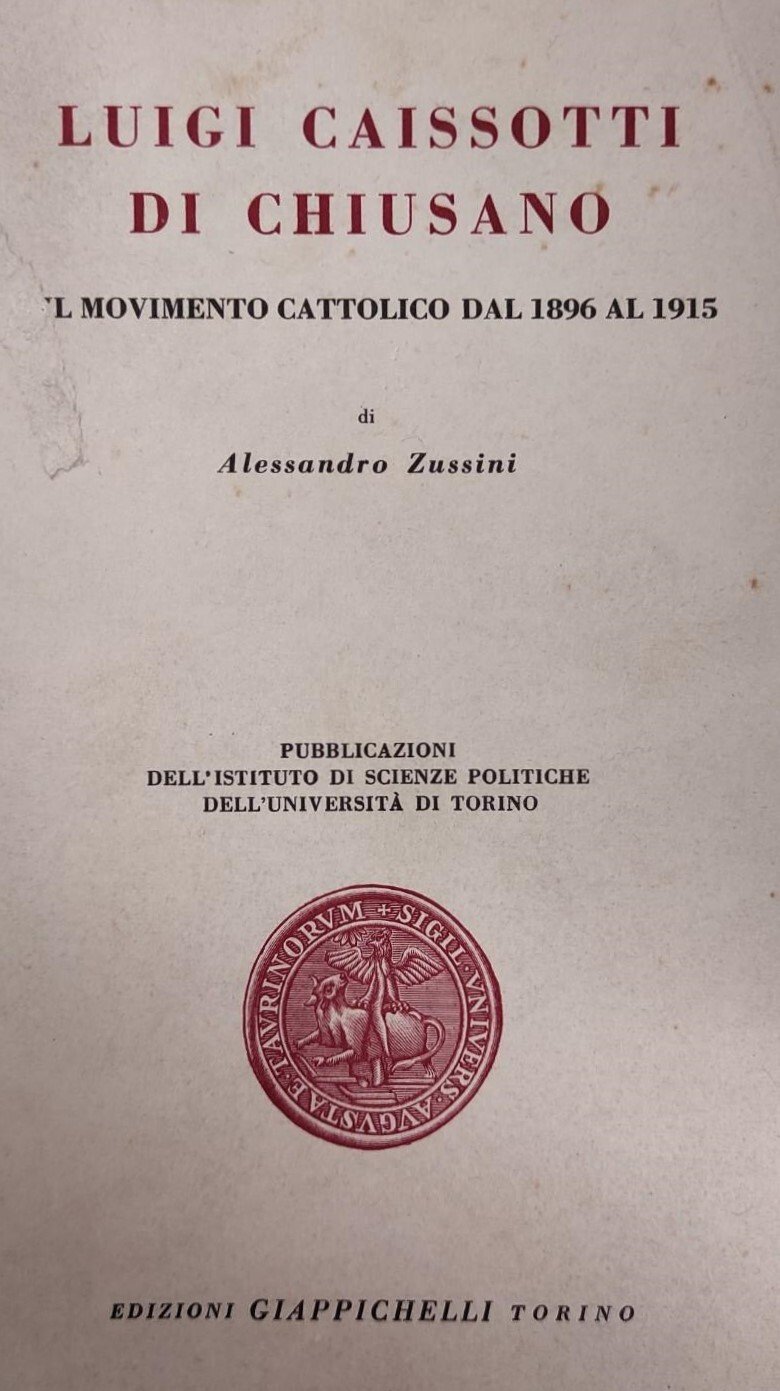 LUIGI CAISSOTTI
DI CHIUSANO
MOVIMENTO CATTOLICO DAL 1896 AL 1915
di
Alessandro Zussini
PUBBLICAZIONI
DELL'ISTITUTO DI SCIENZE POLITICHE
DELL'UNIVERSITÀ DI TORINO
SIGIL · VNIVERS · AVGVSTAE · TAVRINORVM +
EDIZIONI GIAPPICHELLI TORINO